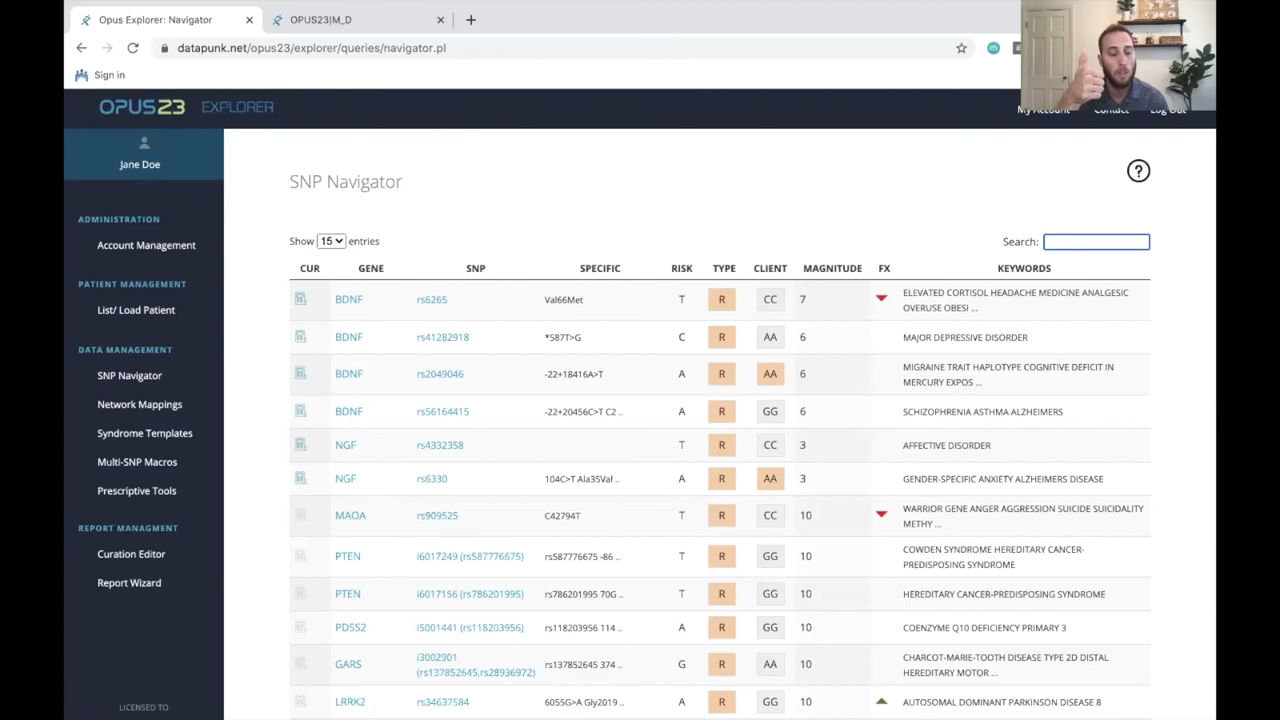 Opus Explorer: Navigator
OPUS23|M_D
datapunk.net/opus23/explorer/queries/navigator.pl
Sign in
OPUS23 EXPLORER
My Account Contact Log Out
Jane Doe
ADMINISTRATION
Account Management
PATIENT MANAGEMENT
List/ Load Patient
DATA MANAGEMENT
SNP Navigator
Network Mappings
Syndrome Templates
Multi-SNP Macros
Prescriptive Tools
REPORT MANAGMENT
Curation Editor
Report Wizard
LICENSED TO
SNP Navigator
?
Show 15 entries
Search:
CUR GENE SNP SPECIFIC RISK TYPE CLIENT MAGNITUDE FX KEYWORDS
BDNF rs6265 Val66Met T R CC 7 ELEVATED CORTISOL HEADACHE MEDICINE ANALGESIC
OVERUSE OBESI ...
BDNF rs41282918 *587T>G C R AA 6 MAJOR DEPRESSIVE DISORDER
BDNF rs2049046 -22+18416A>T A R AA 6 MIGRAINE TRAIT HAPLOTYPE COGNITIVE DEFICIT IN
MERCURY EXPOS ...
BDNF rs56164415 -22+20456C>T C2 .. A R GG 6 SCHIZOPHRENIA ASTHMA ALZHEIMERS
NGF rs4332358 T R CC 3 AFFECTIVE DISORDER
NGF rs6330 104C>T Ala35Val .. A R AA 3 GENDER-SPECIFIC ANXIETY ALZHEIMERS DISEASE
MAOA rs909525 C42794T T R CC 10 WARRIOR GENE ANGER AGGRESSION SUICIDE SUICIDALITY
METHY ...
PTEN i6017249 (rs587776675) rs587776675 -86 .. T R GG 10 COWDEN SYNDROME HEREDITARY CANCER-
PREDISPOSING SYNDROME
PTEN i6017156 (rs786201995) rs786201995 70G .. T R GG 10 HEREDITARY CANCER-PREDISPOSING SYNDROME
PDSS2 i5001441 (rs118203956) rs118203956 114 .. A R GG 10 COENZYME Q10 DEFICIENCY PRIMARY 3
GARS i3002901 (rs137852645,rs28936972) rs137852645 374 .. G R AA 10 CHARCOT-MARIE-TOOTH DISEASE TYPE 2D DISTAL
HEREDITARY MOTOR ...
LRRK2 rs34637584 6055G>A Gly2019 .. A R GG 10 AUTOSOMAL DOMINANT PARKINSON DISEASE 8